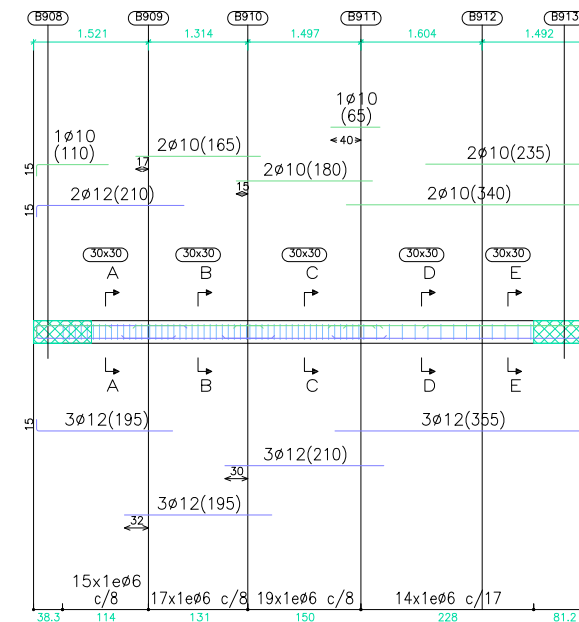 B908 B909 B910 B911 B912 B913
1.521 1.314 1.497 1.604 1.492
1ø10
(65)
40
1ø10
(110)
2ø10(165)
2ø10(235)
17
15
2ø10(180)
15
2ø12(210)
2ø10(340)
15
30x30 30x30 30x30 30x30 30x30
A B C D E
A B C D E
3ø12(195)
3ø12(355)
15
3ø12(210)
30
3ø12(195)
32
15x1eø6
c/8
17x1eø6 c/8
19x1eø6 c/8
14x1eø6 c/17
38.3 114 131 150 228 81.2